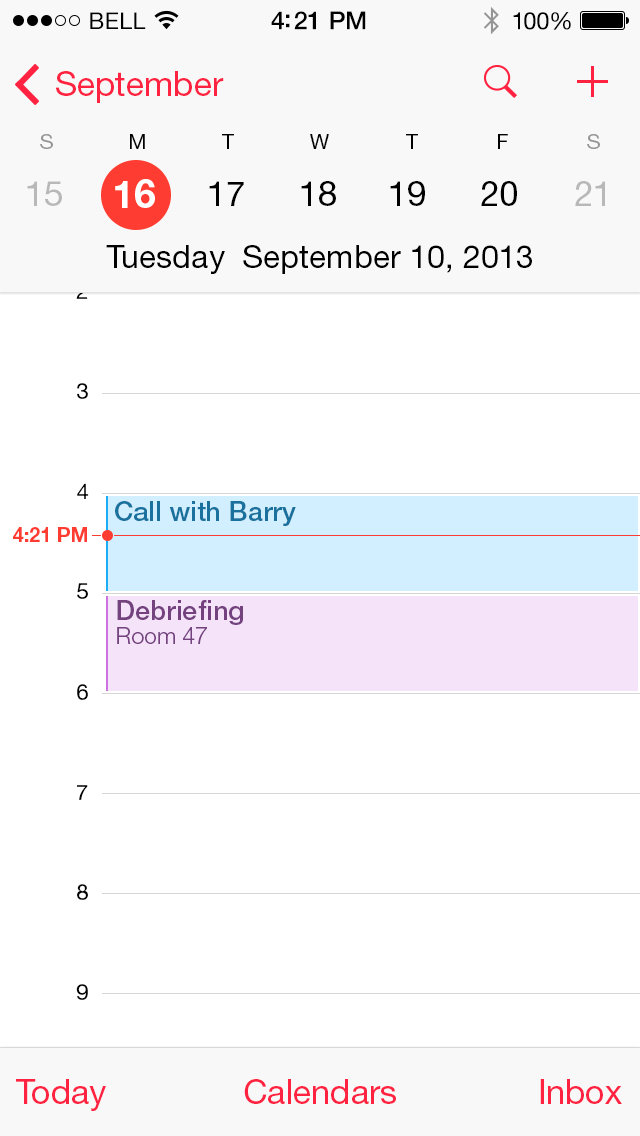 BELL 4:21 PM 100%
September
S M T W T F S
15 16 17 18 19 20 21
Tuesday September 10, 2013
2
3
4
Call with Barry
4:21 PM
5
Debriefing
Room 47
6
7
8
9
Today Calendars Inbox